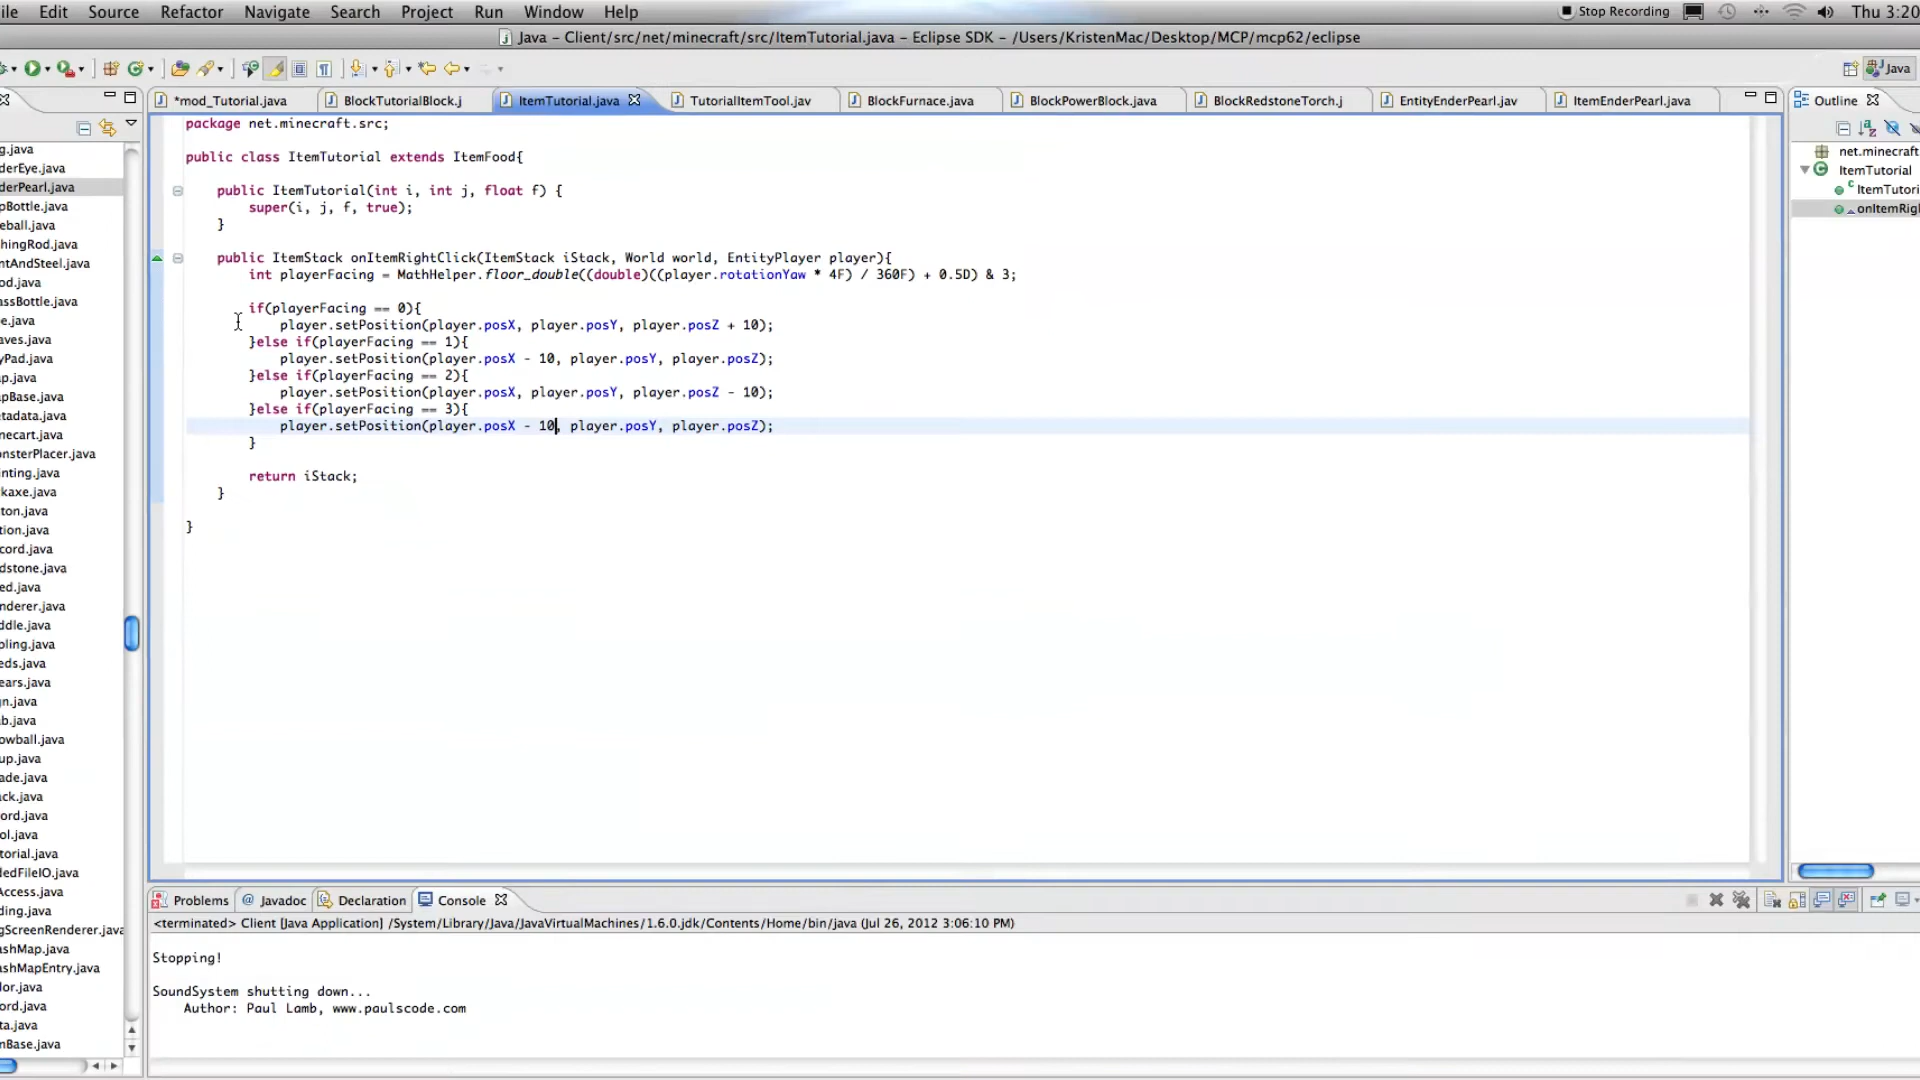 ile Edit Source Refactor Navigate Search Project Run Window Help Stop Recording Thu 3:20
Java – Client/src/net/minecraft/src/ItemTutorial.java – Eclipse SDK – /Users/KristenMac/Desktop/MCP/mcp62/eclipse
Java
*mod_Tutorial.java BlockTutorialBlock.j ItemTutorial.java TutorialItemTool.jav BlockFurnace.java BlockPowerBlock.java BlockRedstoneTorch.j EntityEnderPearl.jav ItemEnderPearl.java Outline
g.java
derEye.java
derPearl.java
pBottle.java
eball.java
hingRod.java
ntAndSteel.java
od.java
assBottle.java
e.java
aves.java
yPad.java
ap.java
apBase.java
etadata.java
necart.java
onsterPlacer.java
inting.java
kaxe.java
ton.java
tion.java
cord.java
dstone.java
ed.java
nderer.java
ddle.java
pling.java
eds.java
ears.java
gn.java
ab.java
owball.java
up.java
ade.java
ack.java
ord.java
ol.java
torial.java
dedFileIO.java
Access.java
ding.java
gScreenRenderer.java
ashMap.java
ashMapEntry.java
lor.java
ord.java
ta.java
nBase.java
package net.minecraft.src;
public class ItemTutorial extends ItemFood{
public ItemTutorial(int i, int j, float f) {
super(i, j, f, true);
}
public ItemStack onItemRightClick(ItemStack iStack, World world, EntityPlayer player){
int playerFacing = MathHelper.floor_double((double)((player.rotationYaw * 4F) / 360F) + 0.5D) & 3;
if(playerFacing == 0){
player.setPosition(player.posX, player.posY, player.posZ + 10);
}else if(playerFacing == 1){
player.setPosition(player.posX - 10, player.posY, player.posZ);
}else if(playerFacing == 2){
player.setPosition(player.posX, player.posY, player.posZ - 10);
}else if(playerFacing == 3){
player.setPosition(player.posX - 10, player.posY, player.posZ);
}
return iStack;
}
}
net.minecraft
ItemTutorial
ItemTutori
onItemRig
Problems @ Javadoc Declaration Console
<terminated> Client [Java Application] /System/Library/Java/JavaVirtualMachines/1.6.0.jdk/Contents/Home/bin/java (Jul 26, 2012 3:06:10 PM)
Stopping!
SoundSystem shutting down...
Author: Paul Lamb, www.paulscode.com